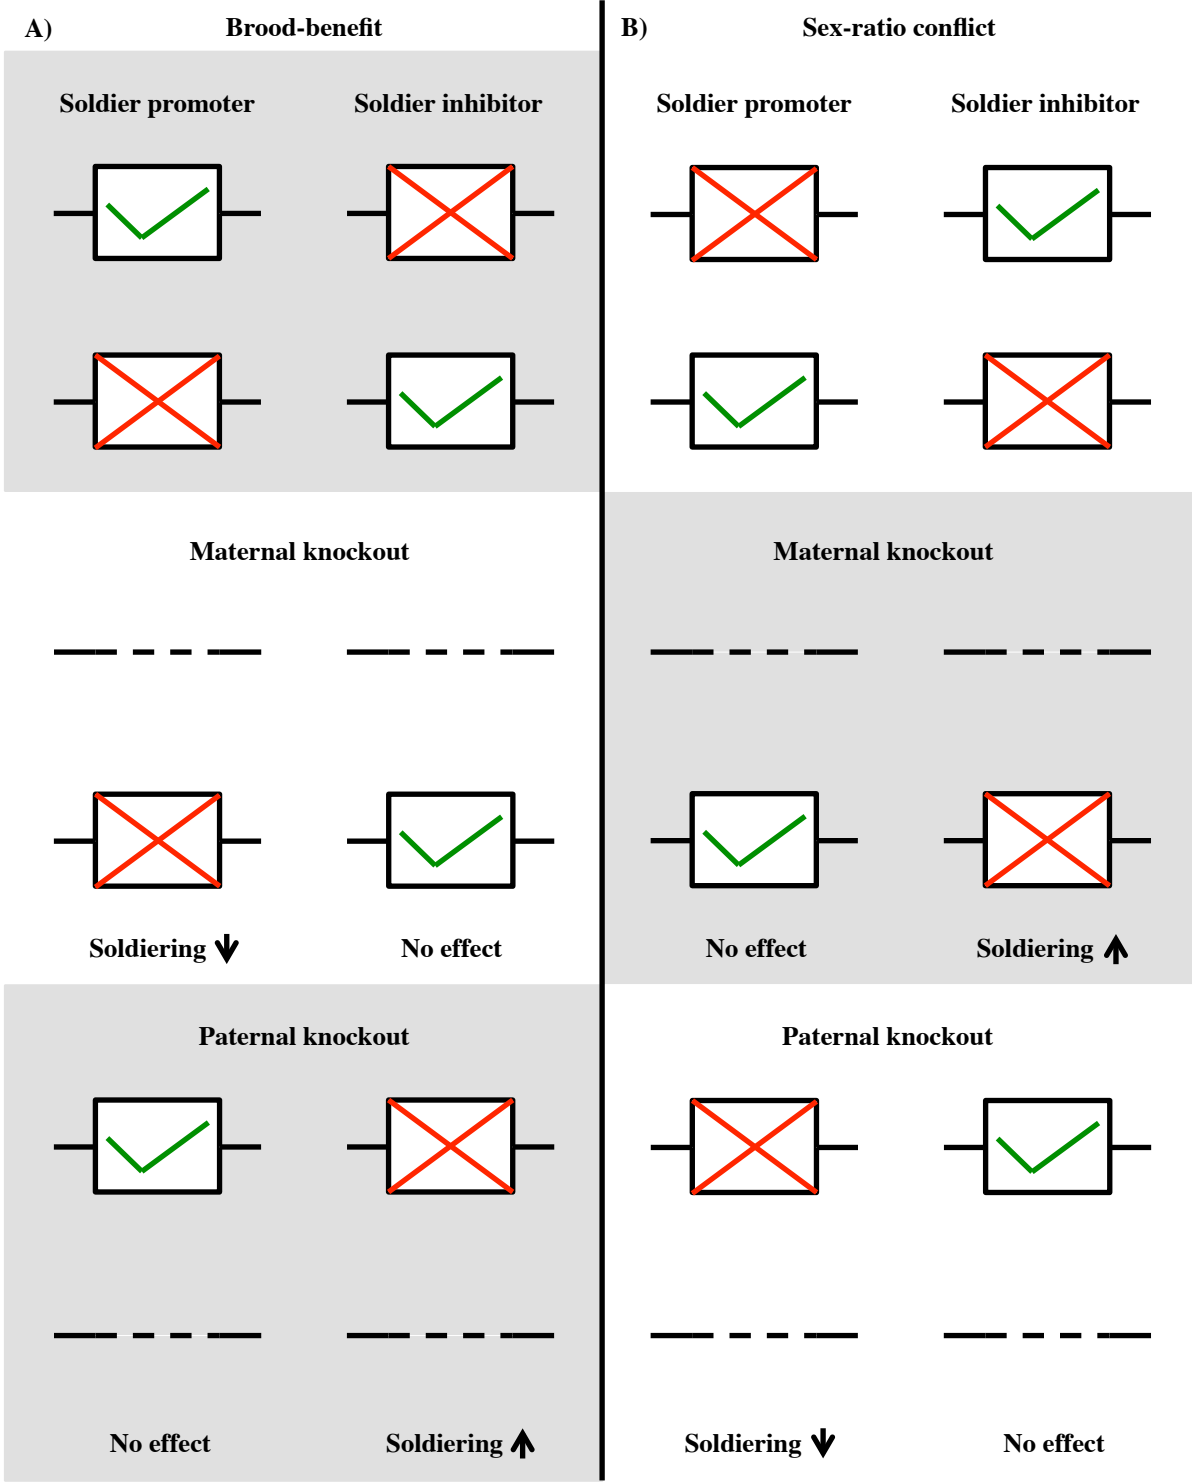 A) Brood-benefit
Soldier promoter Soldier inhibitor
Maternal knockout
Soldiering No effect
Paternal knockout
No effect Soldiering
B) Sex-ratio conflict
Soldier promoter Soldier inhibitor
Maternal knockout
No effect Soldiering
Paternal knockout
Soldiering No effect